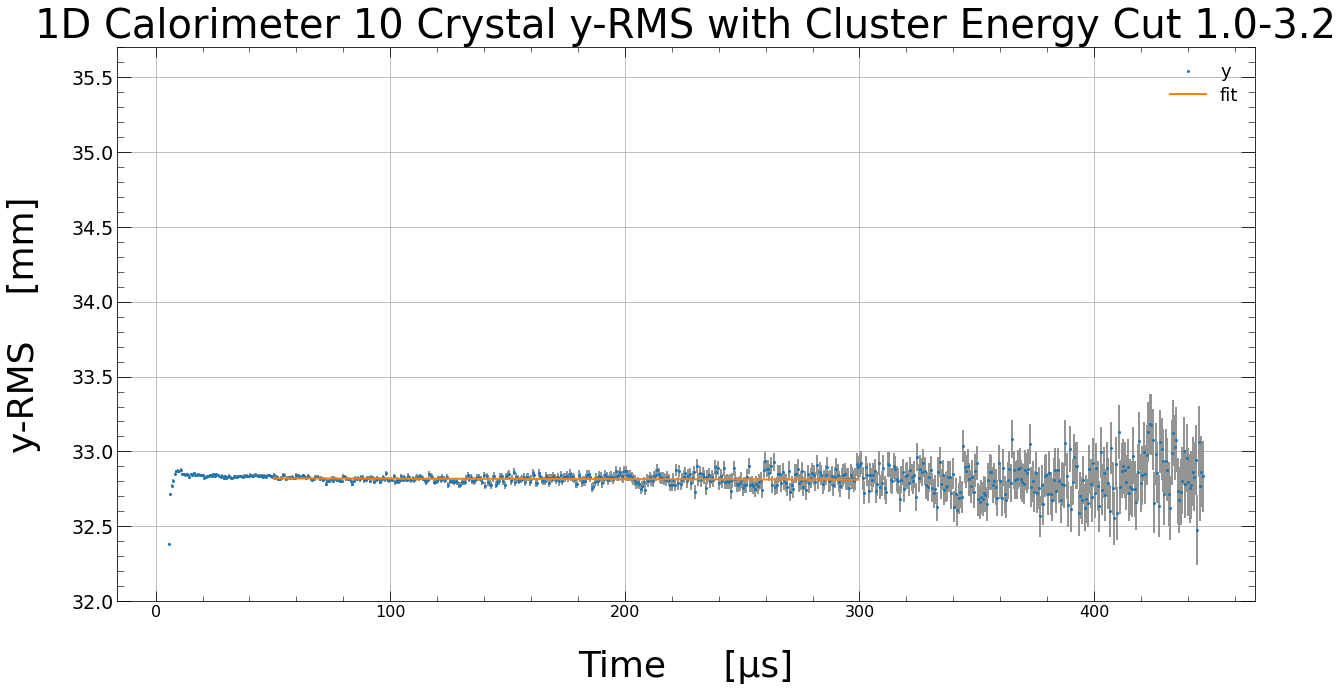 1D Calorimeter 10 Crystal y-RMS with Cluster Energy Cut 1.0-3.2
y
fit
35.5
35.0
34.5
34.0
33.5
33.0
32.5
32.0
y-RMS [mm]
0 100 200 300 400
Time [μs]